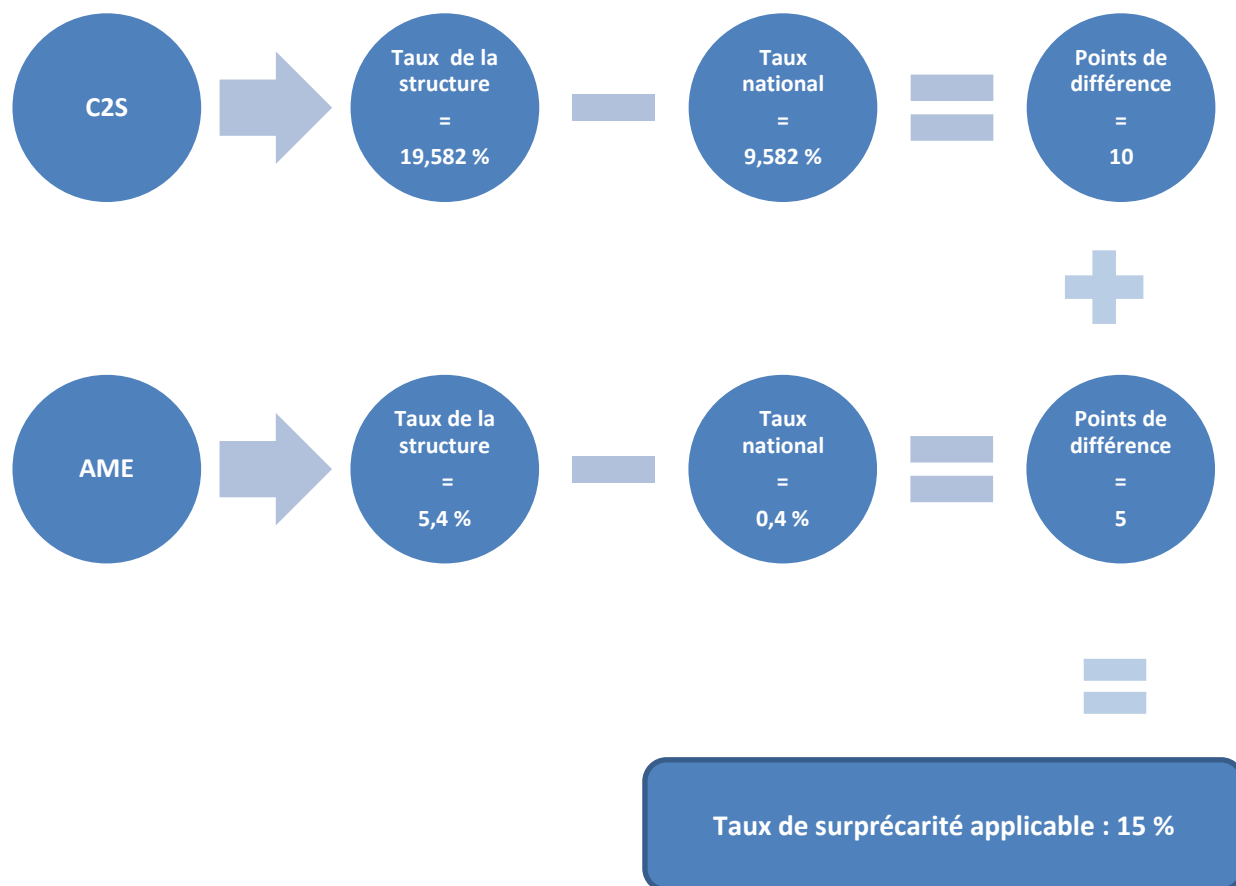 C2S
Taux de la
structure
=
19,582 %
Taux
national
=
9,582 %
Points de
différence
=
10
AME
Taux de la
structure
=
5,4 %
Taux
national
=
0,4 %
Points de
différence
=
5
Taux de surprécarité applicable : 15 %